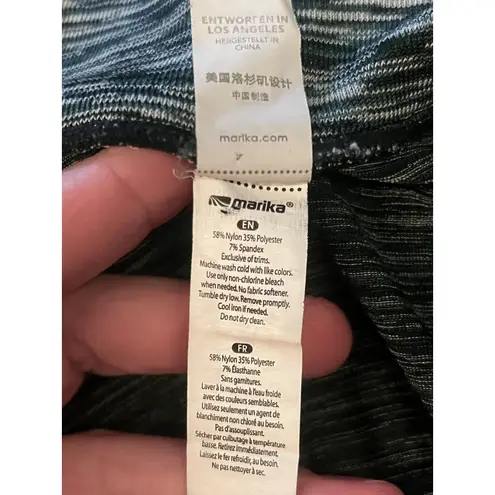 ENTWORTEN IN
LOS ANGELES
HERGESTELLT IN
CHINA
美国洛杉矶设计
中国制造
marika.com
marika®
EN
58% Nylon 35% Polyester
7% Spandex
Exclusive of trims.
Machine wash cold with like colors.
Use only non-chlorine bleach
when needed. No fabric softener.
Tumble dry low. Remove promptly.
Cool iron if needed.
Do not dry clean.
FR
58% Nylon 35% Polyester
7% Élasthanne
Sans garnitures.
Laver à la machine à l'eau froide
avec des couleurs semblables.
Utilisez seulement un agent de
blanchiment non chloré au besoin.
Pas d'assouplissant.
Sécher par culbutage à température
basse. Retirez immédiatement.
Laissez le fer refroidir, au besoin.
Ne pas nettoyer à sec.